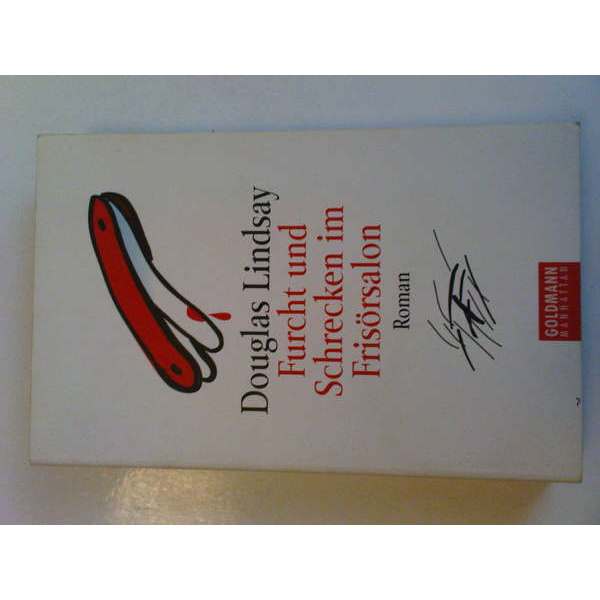 Douglas Lindsay
Furcht und
Schrecken im
Frisörsalon
Roman
GOLDMANN
MANHATTAN